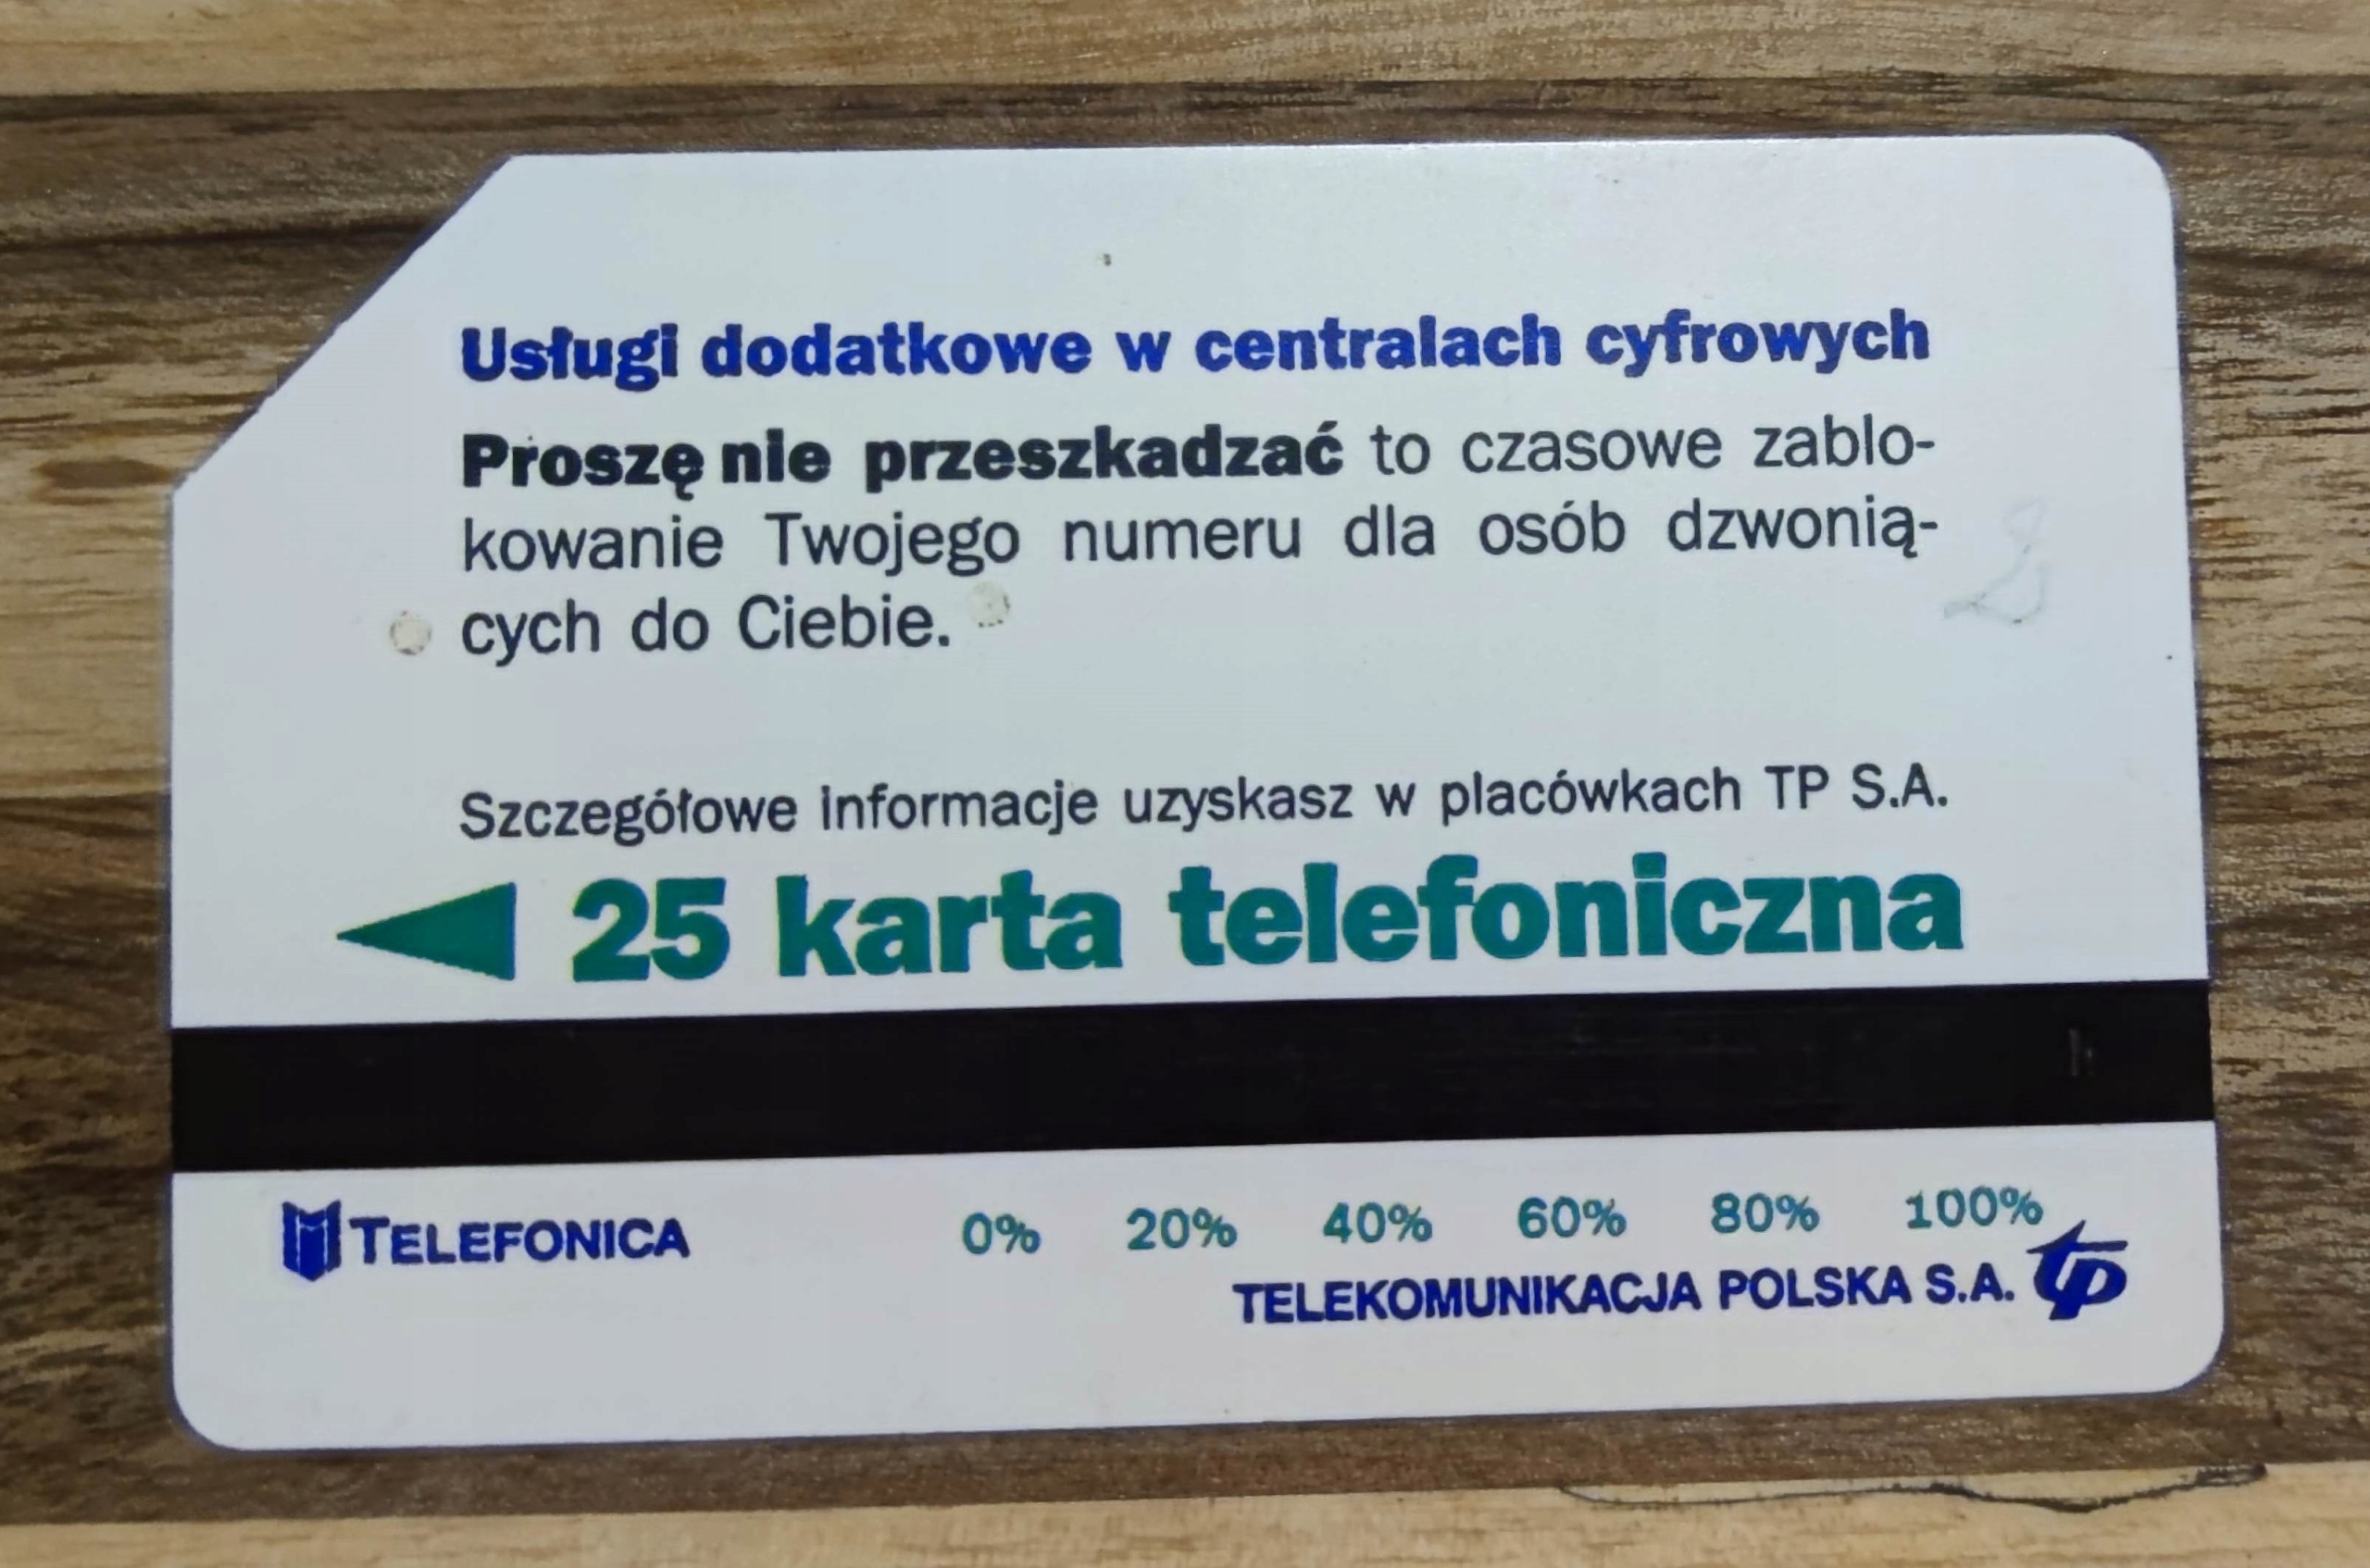 Usługi dodatkowe w centralach cyfrowych
Proszę nie przeszkadzać to czasowe zablo-
kowanie Twojego numeru dla osób dzwonią-
cych do Ciebie.
Szczegółowe informacje uzyskasz w placówkach TP S.A.
25 karta telefoniczna
TELEFONICA
0% 20% 40% 60% 80% 100%
TELEKOMUNIKACJA POLSKA S.A. tp